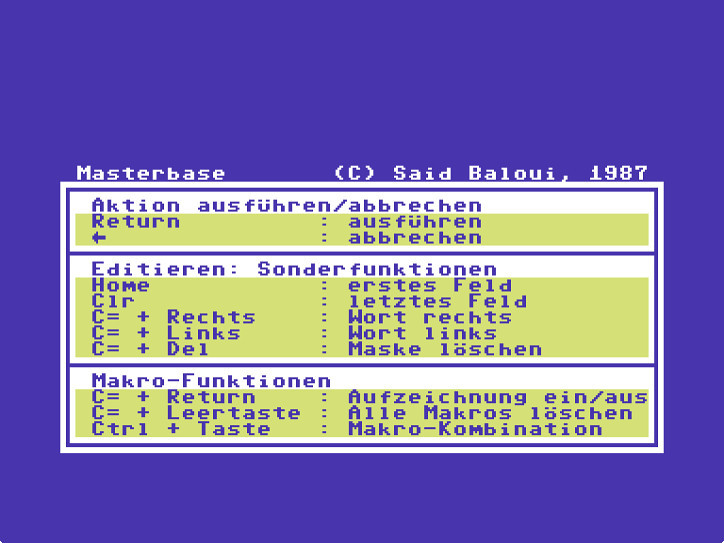 Masterbase (C) Said Baloui, 1987
Aktion ausführen/abbrechen
Return : ausführen
← : abbrechen
Editieren: Sonderfunktionen
Home : erstes Feld
Clr : letztes Feld
C= + Rechts : Wort rechts
C= + Links : Wort links
C= + Del : Maske löschen
Makro-Funktionen
C= + Return : Aufzeichnung ein/aus
C= + Leertaste : Alle Makros löschen
Ctrl + Taste : Makro-Kombination